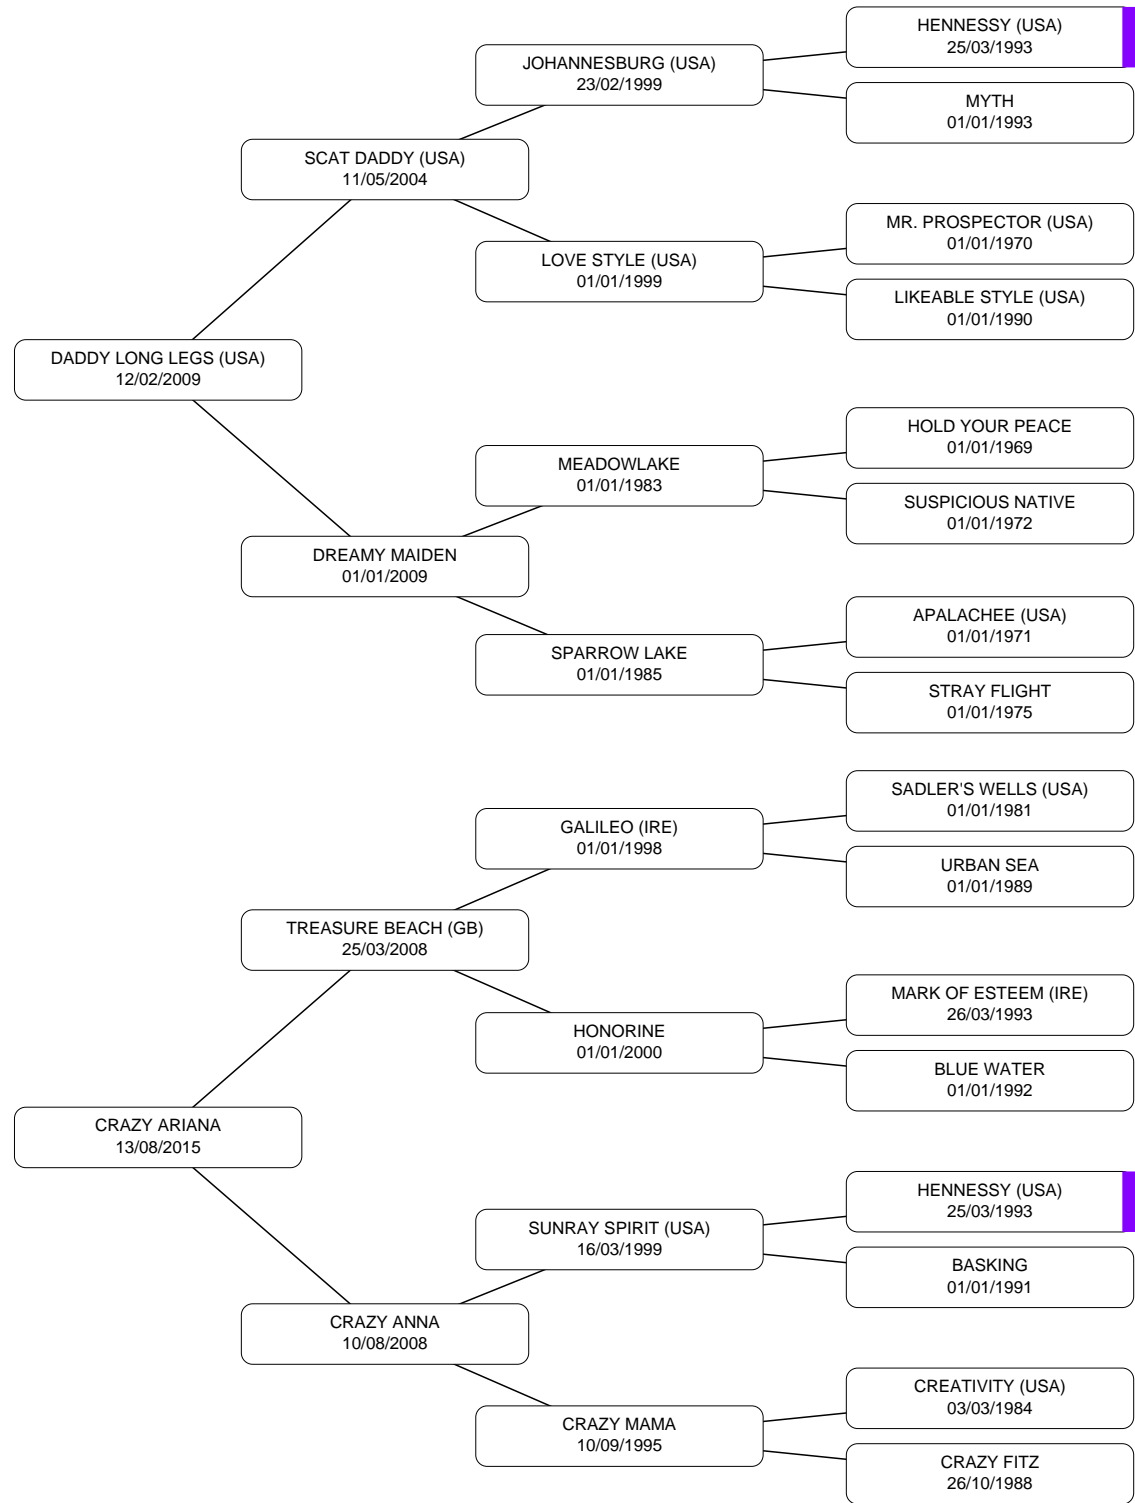 HENNESSY (USA)
25/03/1993
JOHANNESBURG (USA)
23/02/1999
MYTH
01/01/1993
SCAT DADDY (USA)
11/05/2004
MR. PROSPECTOR (USA)
01/01/1970
LOVE STYLE (USA)
01/01/1999
LIKEABLE STYLE (USA)
01/01/1990
DADDY LONG LEGS (USA)
12/02/2009
HOLD YOUR PEACE
01/01/1969
MEADOWLAKE
01/01/1983
SUSPICIOUS NATIVE
01/01/1972
DREAMY MAIDEN
01/01/2009
APALACHEE (USA)
01/01/1971
SPARROW LAKE
01/01/1985
STRAY FLIGHT
01/01/1975
SADLER'S WELLS (USA)
01/01/1981
GALILEO (IRE)
01/01/1998
URBAN SEA
01/01/1989
TREASURE BEACH (GB)
25/03/2008
MARK OF ESTEEM (IRE)
26/03/1993
HONORINE
01/01/2000
BLUE WATER
01/01/1992
CRAZY ARIANA
13/08/2015
HENNESSY (USA)
25/03/1993
SUNRAY SPIRIT (USA)
16/03/1999
BASKING
01/01/1991
CRAZY ANNA
10/08/2008
CREATIVITY (USA)
03/03/1984
CRAZY MAMA
10/09/1995
CRAZY FITZ
26/10/1988